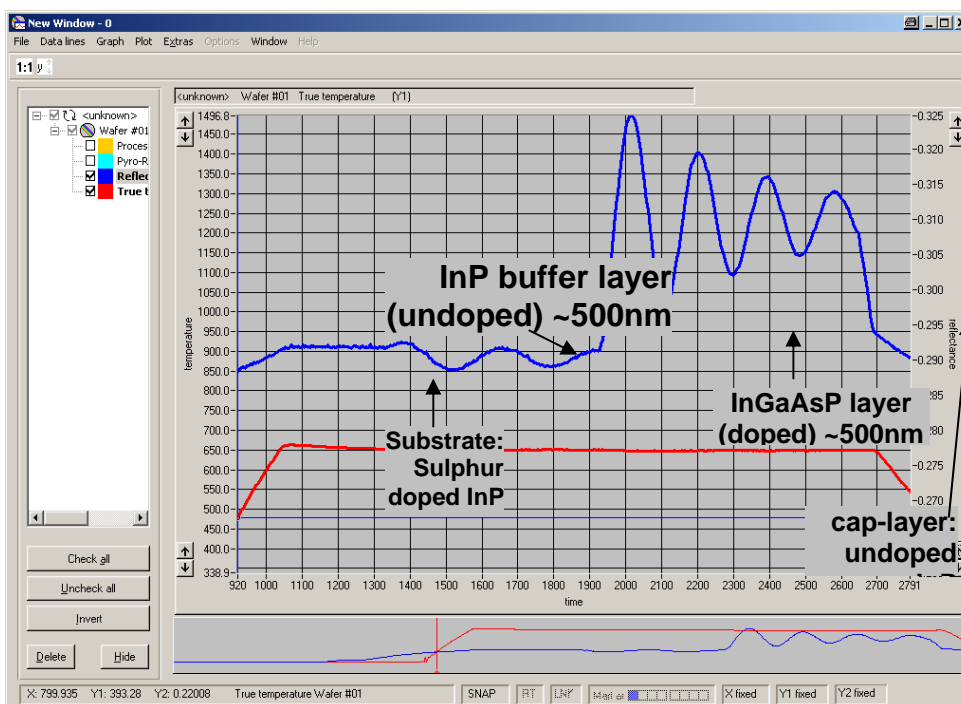 New Window - 0
File Data lines Graph Plot Extras Options Window Help
1:1 y
<unknown> Wafer #01 True temperature (Y1)
<unknown>
Wafer #01
Proces
Pyro-R
Reflec
True t
1496.8
1450.0
1400.0
1350.0
1300.0
1250.0
1200.0
1150.0
1100.0
1050.0
1000.0
950.0
900.0
850.0
800.0
750.0
700.0
650.0
600.0
550.0
500.0
450.0
400.0
338.9
temperature
0.325
0.320
0.315
0.310
0.305
0.300
0.295
0.290
0.270
reflectance
InP buffer layer
(undoped) ~500nm
Substrate:
Sulphur
doped InP
InGaAsP layer
(doped) ~500nm
cap-layer:
undoped
920 1000 1100 1200 1300 1400 1500 1600 1700 1800 1900 2000 2100 2200 2300 2400 2500 2600 2700 2791
time
Check all
Uncheck all
Invert
Delete Hide
X: 799.935 Y1: 393.28 Y2: 0.22008 True temperature Wafer #01 SNAP RT X fixed Y1 fixed Y2 fixed